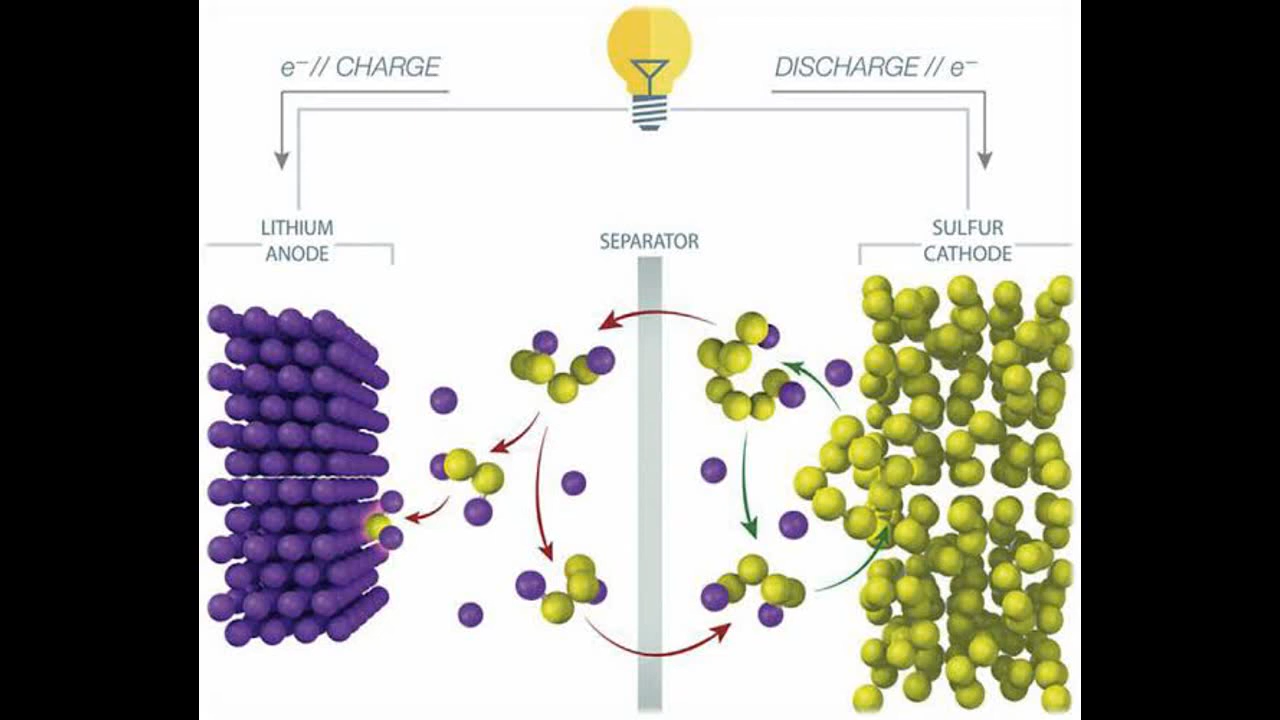 e⁻// CHARGE
DISCHARGE // e⁻
LITHIUM
ANODE
SEPARATOR
SULFUR
CATHODE